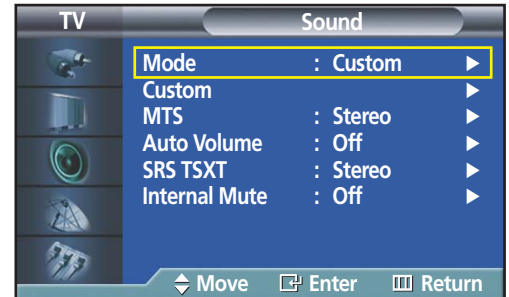 TV Sound
Mode : Custom
Custom
MTS : Stereo
Auto Volume : Off
SRS TSXT : Stereo
Internal Mute : Off
Move Enter Return